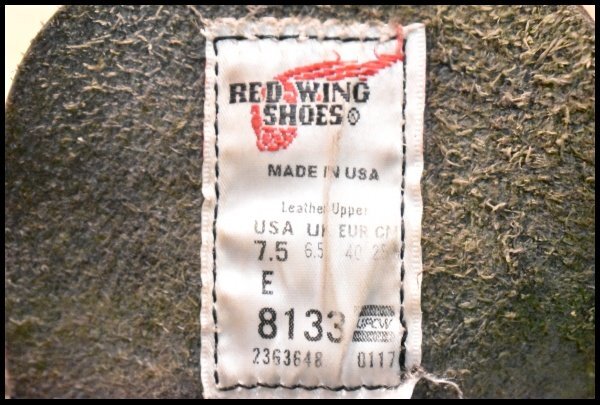 RED WING
SHOES®
MADE IN USA
Leather Upper
USA UK EUR CM
7.5 6.5 40
E
8133
2363648 0117